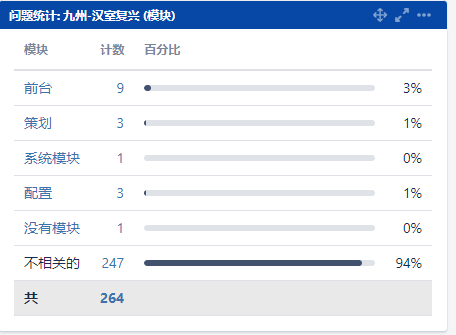 问题统计: 九州-汉室复兴 (模块)
模块 计数 百分比
前台 9 3%
策划 3 1%
系统模块 1 0%
配置 3 1%
没有模块 1 0%
不相关的 247 94%
共 264